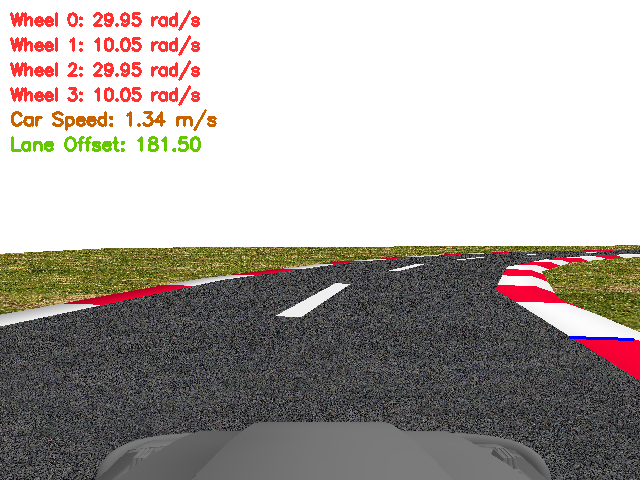 Wheel 0: 29.95 rad/s
Wheel 1: 10.05 rad/s
Wheel 2: 29.95 rad/s
Wheel 3: 10.05 rad/s
Car Speed: 1.34 m/s
Lane Offset: 181.50